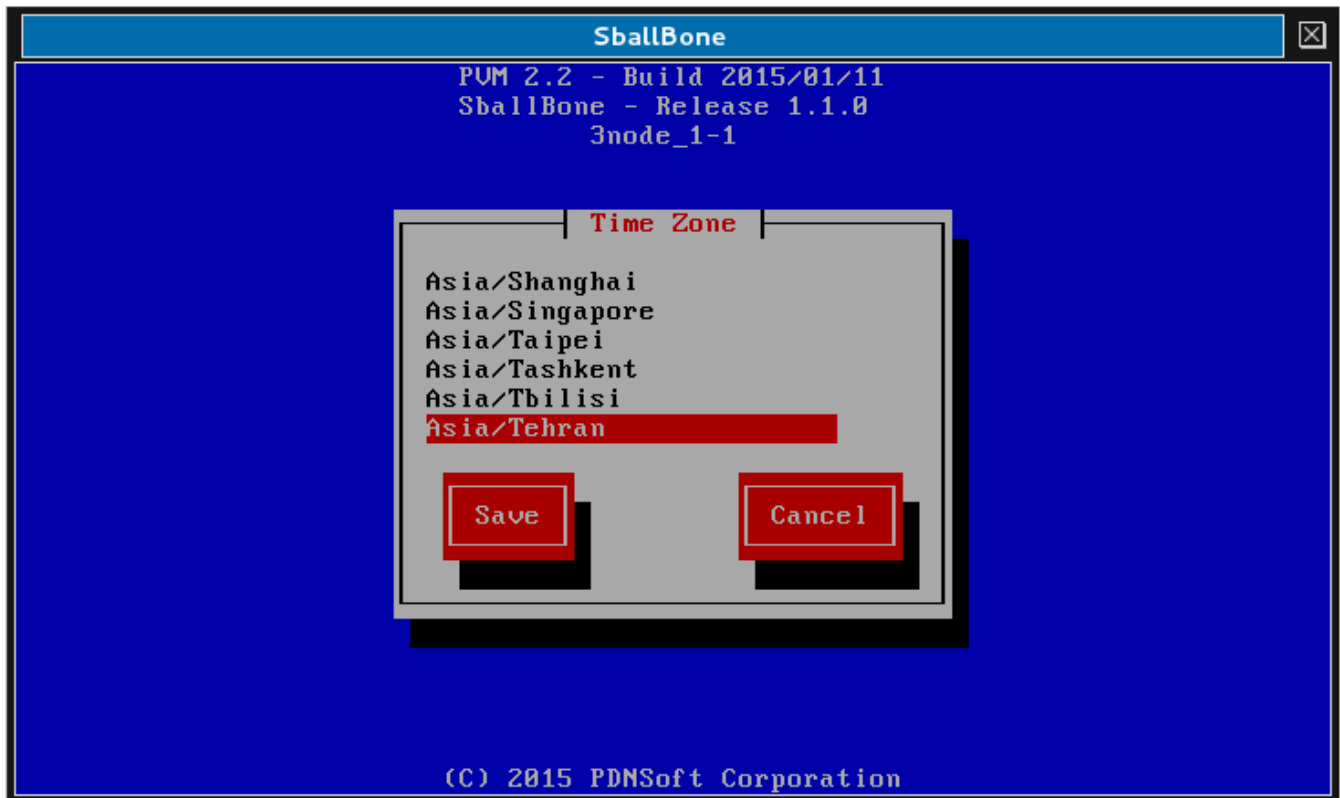 SballBone
PVM 2.2 - Build 2015/01/11
SballBone - Release 1.1.0
3node_1-1
Time Zone
Asia/Shanghai
Asia/Singapore
Asia/Taipei
Asia/Tashkent
Asia/Tbilisi
Asia/Tehran
Save Cancel
(C) 2015 PDNSoft Corporation